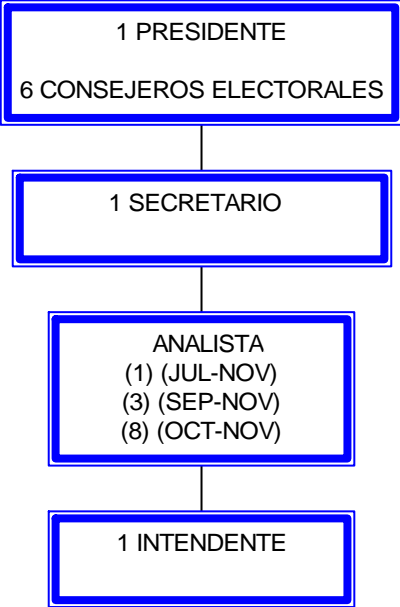 1 PRESIDENTE
6 CONSEJEROS ELECTORALES
1 SECRETARIO
ANALISTA
(1) (JUL-NOV)
(3) (SEP-NOV)
(8) (OCT-NOV)
1 INTENDENTE